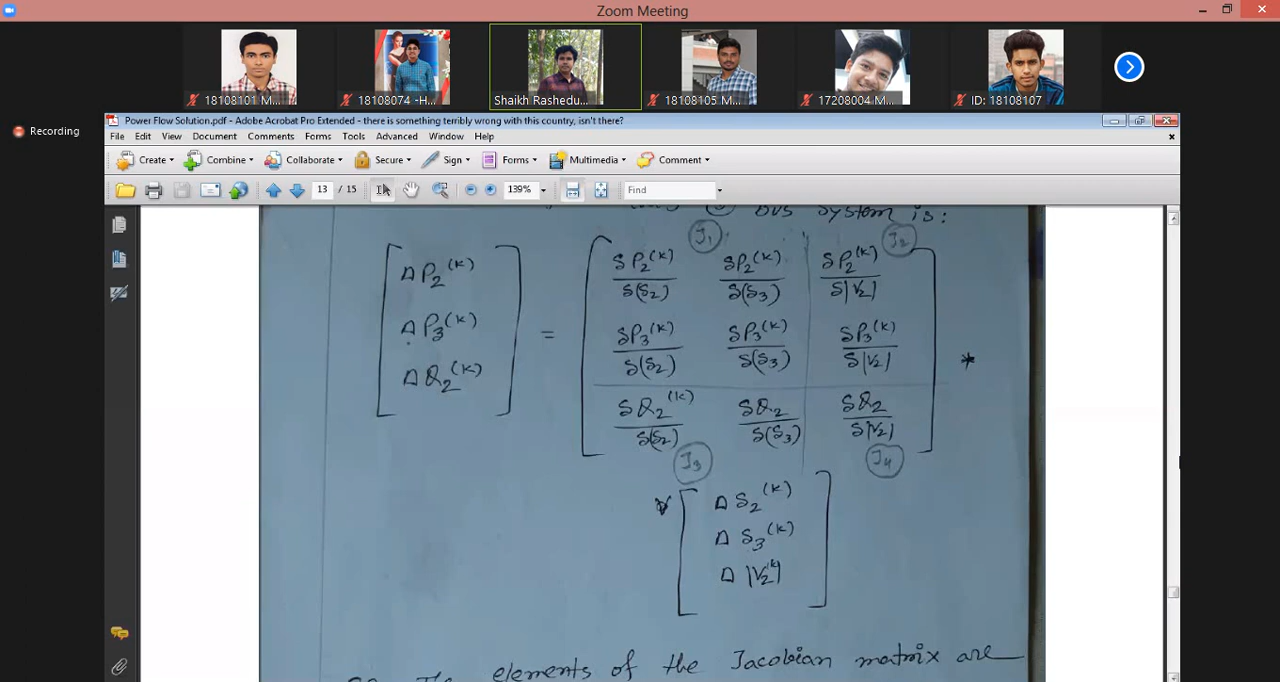 Zoom Meeting
18108101 M...
18108074 -H...
Shaikh Rashedu...
18108105 M...
17208004 M...
ID: 18108107
Recording
Power Flow Solution.pdf - Adobe Acrobat Pro Extended - there is something terribly wrong with this country, isn't there?
File Edit View Document Comments Forms Tools Advanced Window Help
Create Combine Collaborate Secure Sign Forms Multimedia Comment
13 / 15 139% Find
Bus System is:
J1 J2
ΔP2^(k) δP2^(k)/δ(δ2) δP2^(k)/δ(δ3) δP2^(k)/δ|V2|
ΔP3^(k) = δP3^(k)/δ(δ2) δP3^(k)/δ(δ3) δP3^(k)/δ|V2| *
ΔQ2^(k) δQ2^(k)/δ(δ2) δQ2/δ(δ3) δQ2/δ|V2|
J3 J4
Δδ2^(k)
Δδ3^(k)
Δ|V2^k|
The elements of the Jacobian matrix are